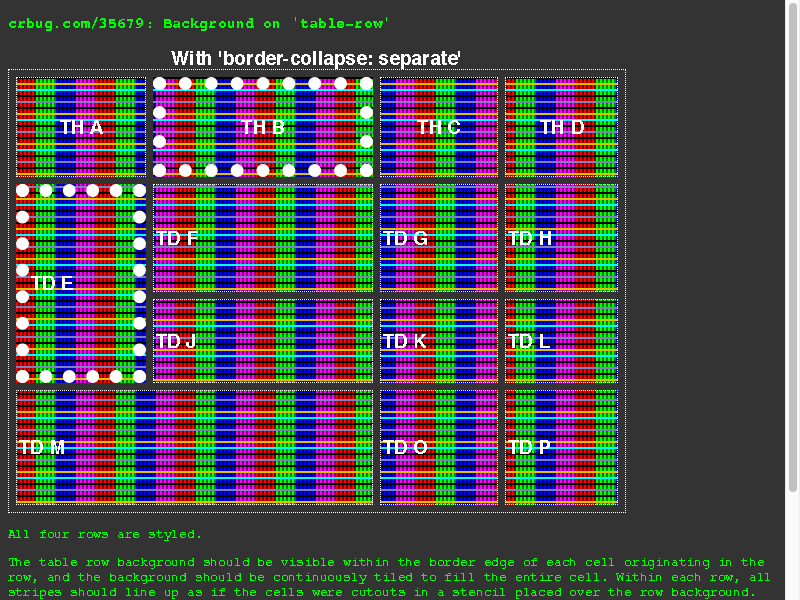 crbug.com/35679: Background on 'table-row'
With 'border-collapse: separate'
TH A TH B TH C TH D
TD E
TD F TD G TD H
TD J TD K TD L
TD M TD O TD P
All four rows are styled.
The table row background should be visible within the border edge of each cell originating in the
row, and the background should be continuously tiled to fill the entire cell. Within each row, all
stripes should line up as if the cells were cutouts in a stencil placed over the row background.